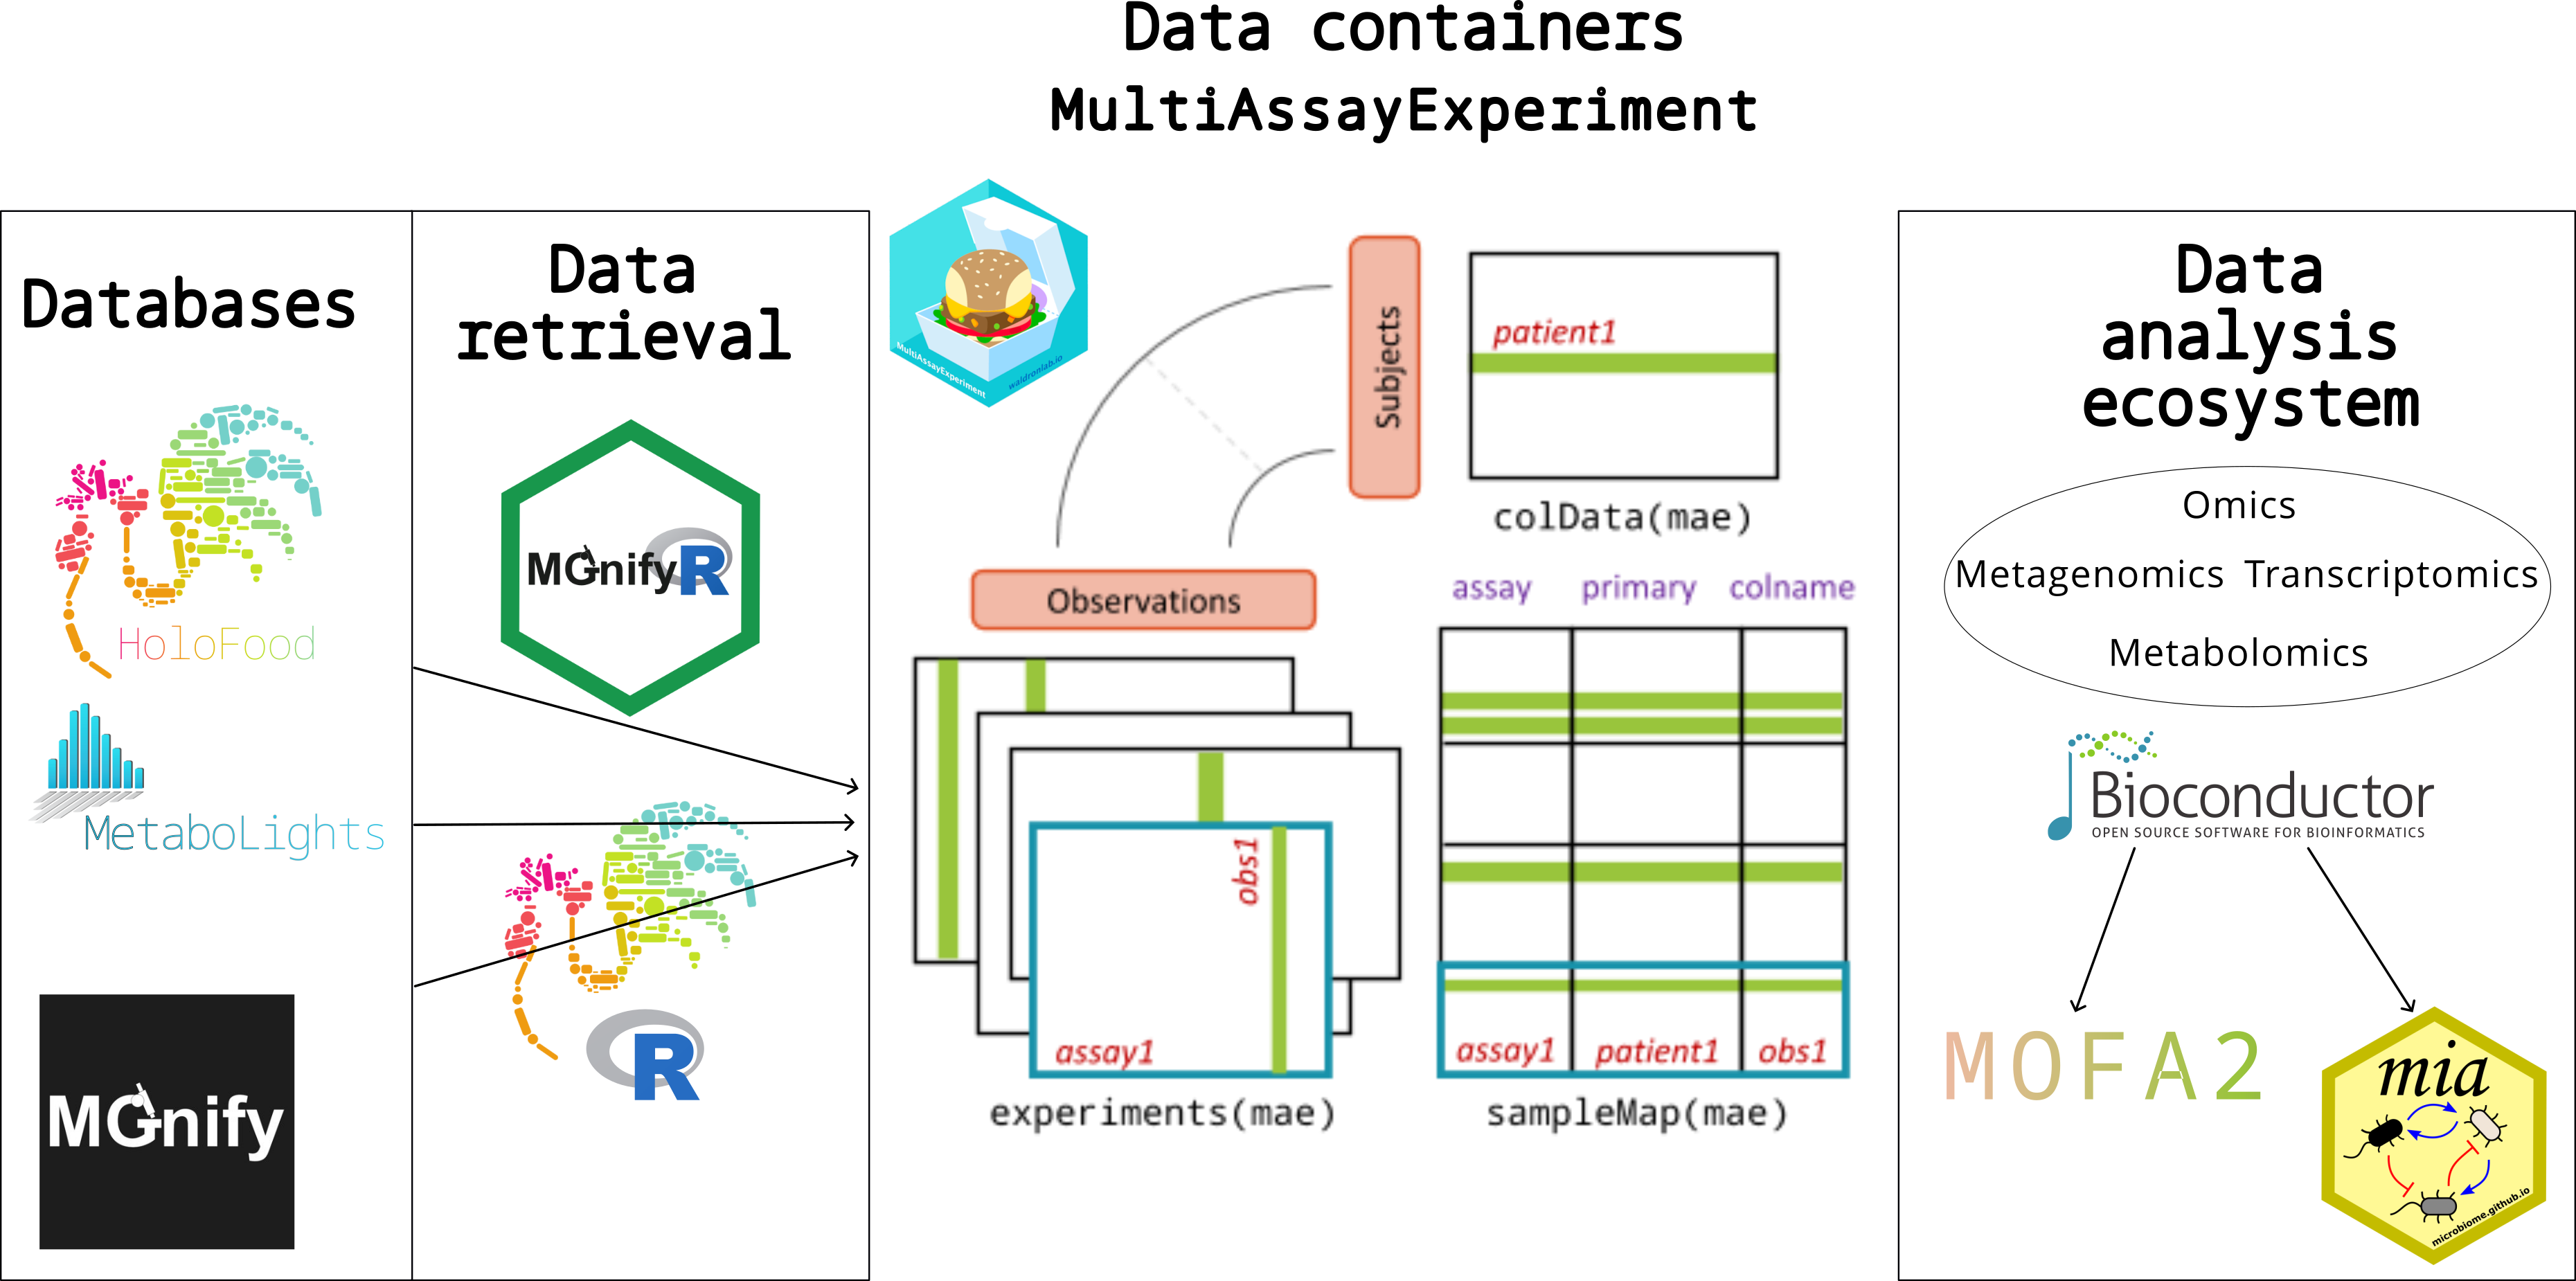 Data containers
MultiAssayExperiment
Databases
HoloFood
MetaboLights
MGnify
Data
retrieval
MGnifyR
R
MultiAssayExperiment
waldronlab.io
Subjects
patient1
colData(mae)
Observations
obs1
assay1
experiments(mae)
assay primary colname
assay1 patient1 obs1
sampleMap(mae)
Data
analysis
ecosystem
Omics
Metagenomics Transcriptomics
Metabolomics
Bioconductor
OPEN SOURCE SOFTWARE FOR BIOINFORMATICS
MOFA2
mia
microbiome.github.io